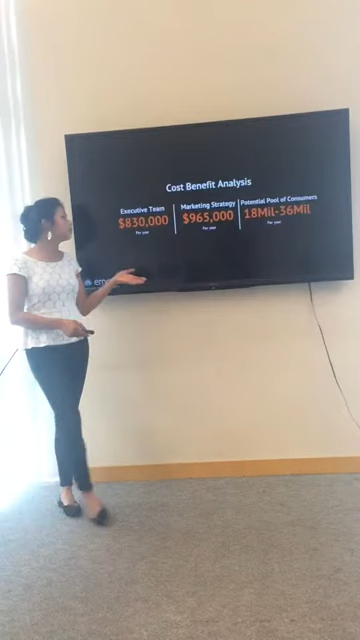 Cost Benefit Analysis
Executive Team
$830,000
Per year
Marketing Strategy
$965,000
Per year
Potential Pool of Consumers
18Mil-36Mil
Per year